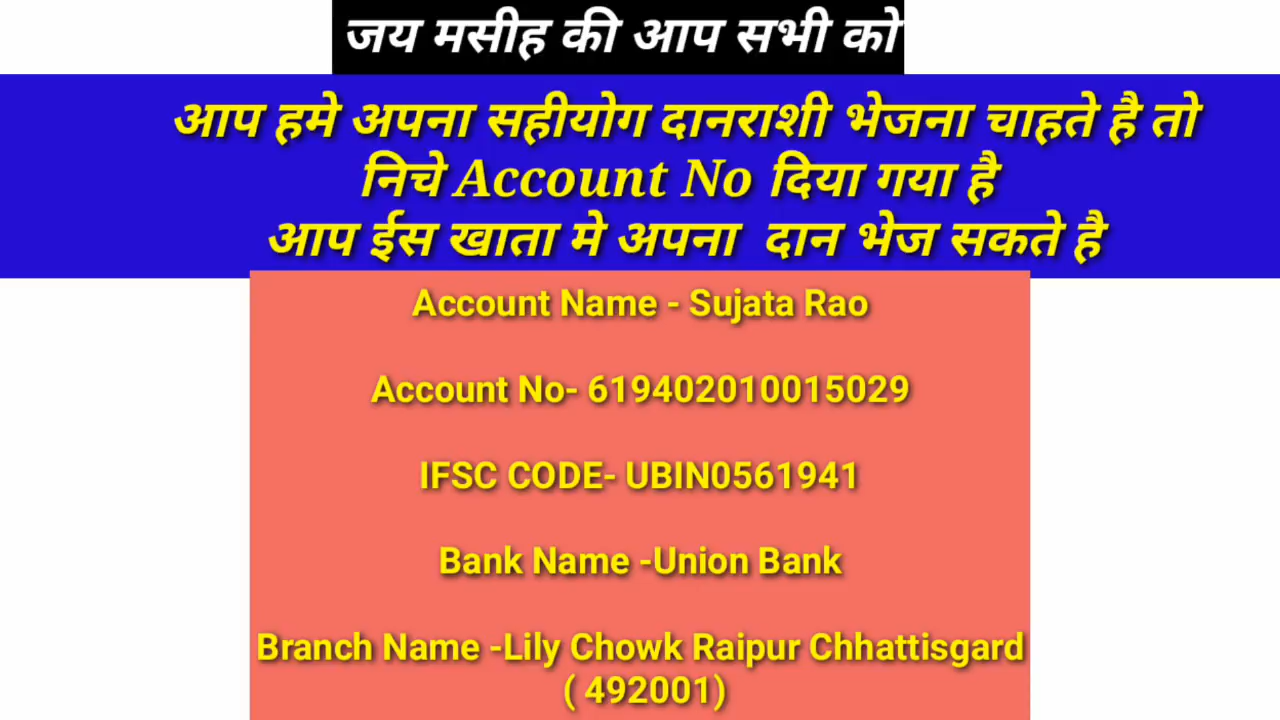 जय मसीह की आप सभी को
आप हमे अपना सहीयोग दानराशी भेजना चाहते है तो
निचे Account No दिया गया है
आप ईस खाता मे अपना दान भेज सकते है
Account Name - Sujata Rao
Account No- 619402010015029
IFSC CODE- UBIN0561941
Bank Name -Union Bank
Branch Name -Lily Chowk Raipur Chhattisgard
( 492001)